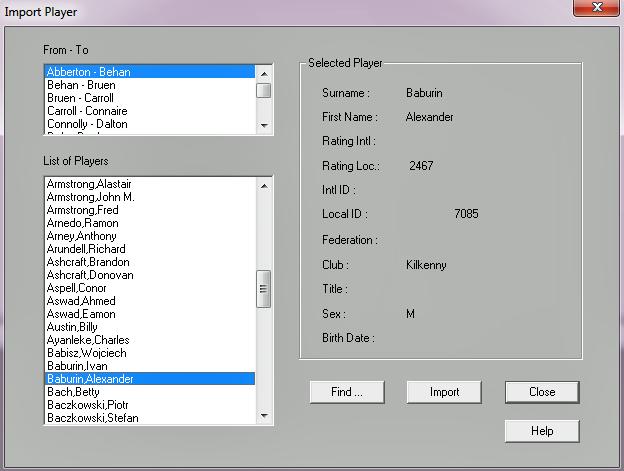 Import Player
From - To
Abberton - Behan
Behan - Bruen
Bruen - Carroll
Carroll - Connaire
Connolly - Dalton
List of Players
Armstrong,Alastair
Armstrong,John M.
Armstrong,Fred
Arnedo,Ramon
Arney,Anthony
Arundell,Richard
Ashcraft,Brandon
Ashcraft,Donovan
Aspell,Conor
Aswad,Ahmed
Aswad,Eamon
Austin,Billy
Ayanleke,Charles
Babisz,Wojciech
Baburin,Ivan
Baburin,Alexander
Bach,Betty
Baczkowski,Piotr
Baczkowski,Stefan
Selected Player
Surname : Baburin
First Name : Alexander
Rating Intl :
Rating Loc.: 2467
Intl ID :
Local ID : 7085
Federation :
Club : Kilkenny
Title :
Sex : M
Birth Date :
Find ... Import Close
Help